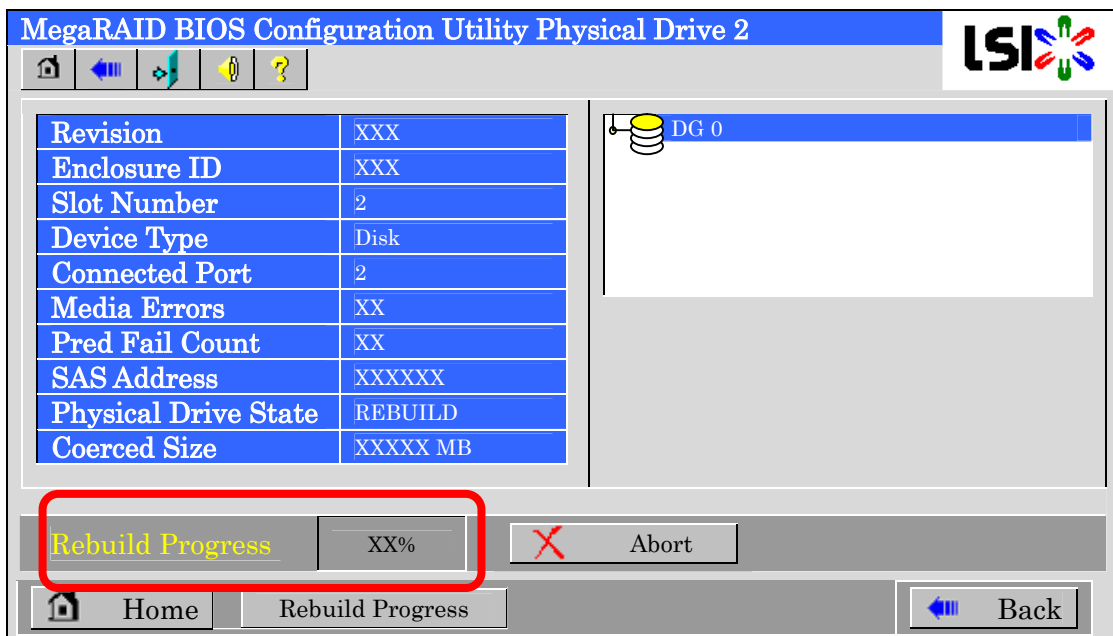 MegaRAID BIOS Configuration Utility Physical Drive 2
LSI
?
Revision XXX
Enclosure ID XXX
Slot Number 2
Device Type Disk
Connected Port 2
Media Errors XX
Pred Fail Count XX
SAS Address XXXXXX
Physical Drive State REBUILD
Coerced Size XXXXX MB
DG 0
Rebuild Progress XX% Abort
Home Rebuild Progress Back